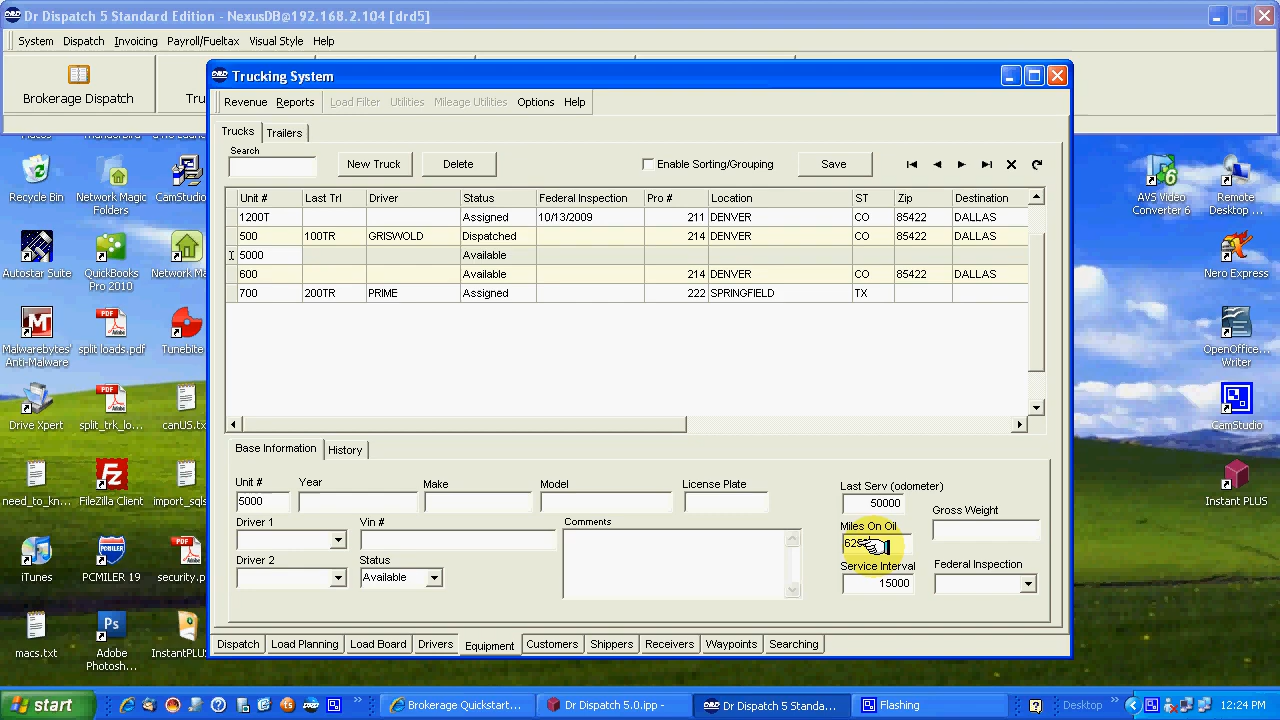 Dr Dispatch 5 Standard Edition - NexusDB@192.168.2.104 [drd5]
System Dispatch Invoicing Payroll/Fueltax Visual Style Help
Brokerage Dispatch
Trucking System
Revenue Reports Load Filter Utilities Mileage Utilities Options Help
Trucks Trailers
Search
New Truck Delete Enable Sorting/Grouping Save
Unit # Last Trl Driver Status Federal Inspection Pro # Location ST Zip Destination
1200T Assigned 10/13/2009 211 DENVER CO 85422 DALLAS
500 100TR GRISWOLD Dispatched 214 DENVER CO 85422 DALLAS
5000 Available
600 Available 214 DENVER CO 85422 DALLAS
700 200TR PRIME Assigned 222 SPRINGFIELD TX
Base Information History
Unit # Year Make Model License Plate Last Serv (odometer)
5000 50000
Gross Weight
Driver 1 Vin # Comments Miles On Oil
Driver 2 Status Service Interval Federal Inspection
Available 15000
Dispatch Load Planning Load Board Drivers Equipment Customers Shippers Receivers Waypoints Searching
Recycle Bin
Network Magic Folders
CamStudio
Autostar Suite
QuickBooks Pro 2010
Malwarebytes' Anti-Malware
split loads.pdf
Tunebite
Drive Xpert
split_trk_lo...
canUS.tx
need_to_kn...
FileZilla Client
import_sqls
iTunes
PCMILER 19
security.p
macs.txt
Adobe Photosh...
InstantPLUS
AVS Video Converter 6
Remote Desktop ...
Nero Express
OpenOffice... Writer
CamStudio
Instant PLUS
start Brokerage Quickstart... Dr Dispatch 5.0.ipp - Dr Dispatch 5 Standa... Flashing Desktop 12:24 PM